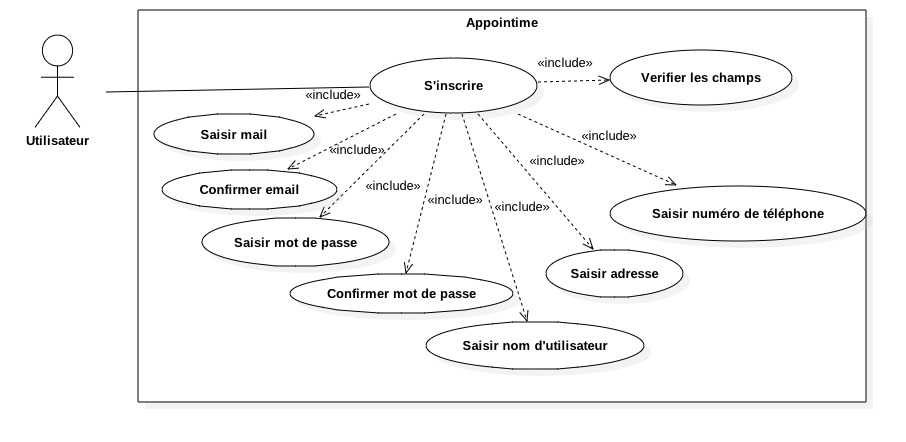 Appointime
«include»
S'inscrire
Verifier les champs
«include»
Utilisateur
Saisir mail
«include»
«include»
«include»
Confirmer email
«include»
«include»
«include»
Saisir numéro de téléphone
Saisir mot de passe
Saisir adresse
Confirmer mot de passe
Saisir nom d'utilisateur